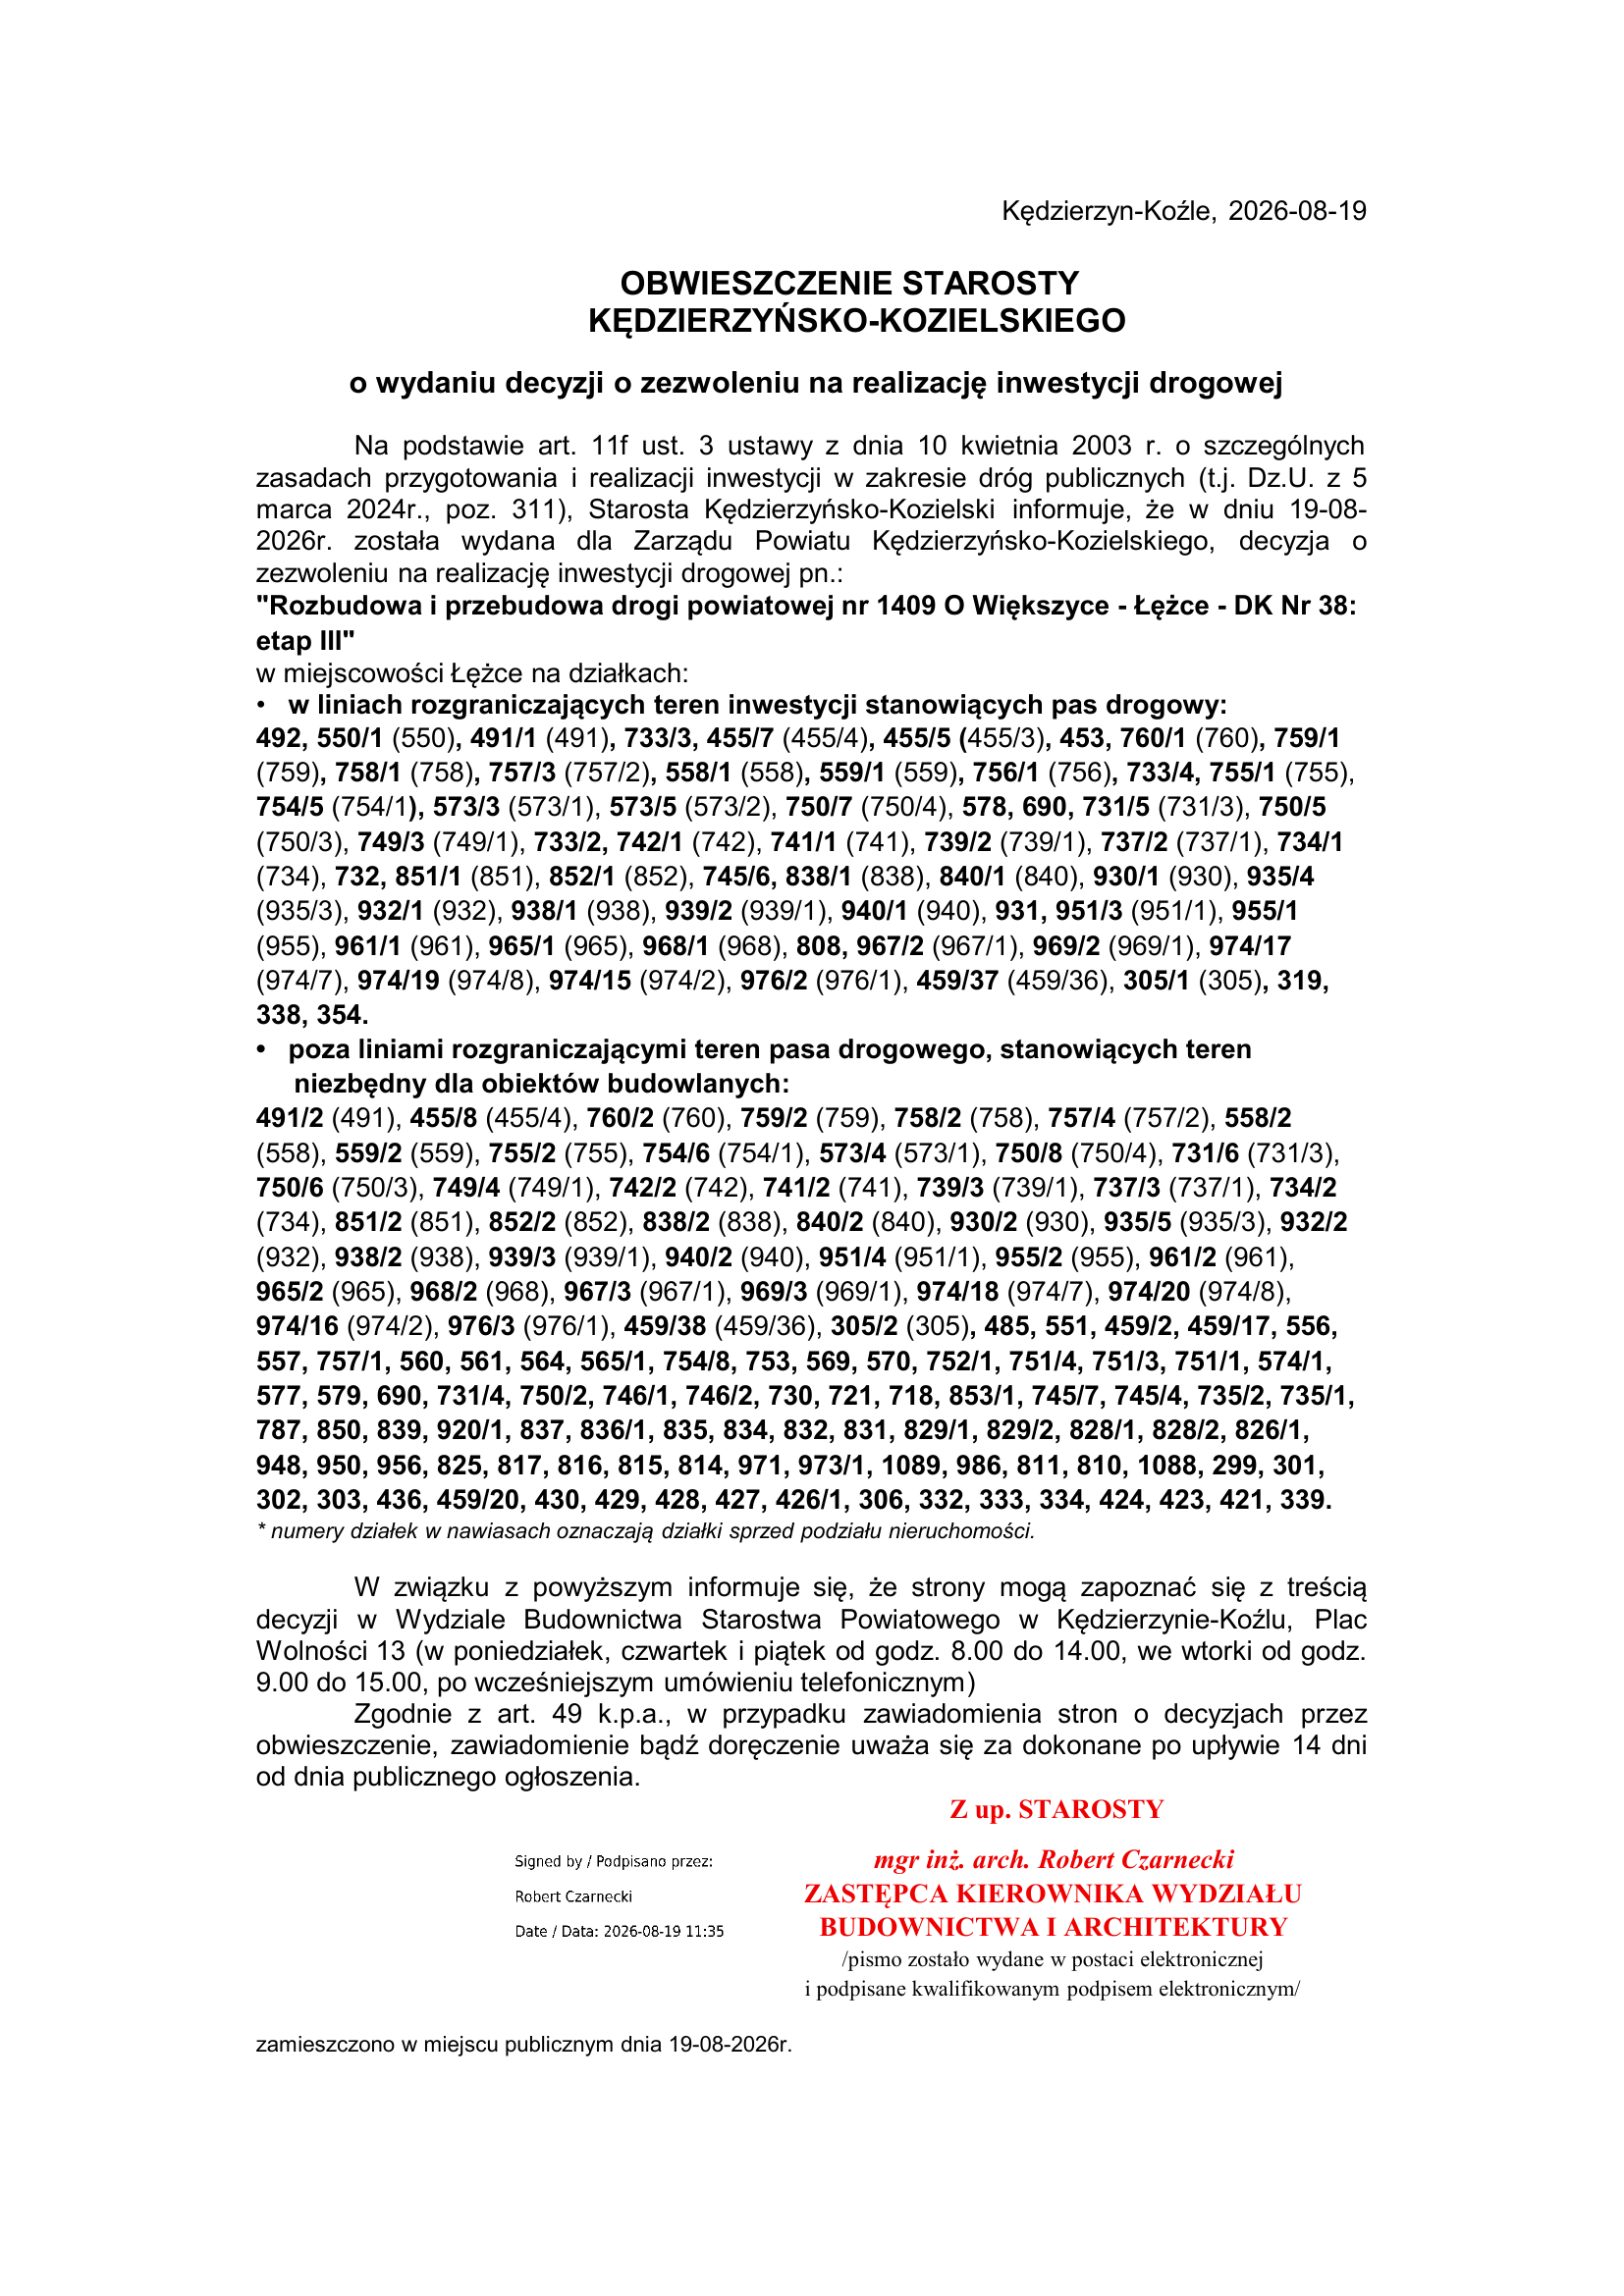 Kędzierzyn-Koźle, 2026-08-19
OBWIESZCZENIE STAROSTY
KĘDZIERZYŃSKO-KOZIELSKIEGO
o wydaniu decyzji o zezwoleniu na realizację inwestycji drogowej
Na podstawie art. 11f ust. 3 ustawy z dnia 10 kwietnia 2003 r. o szczególnych
zasadach przygotowania i realizacji inwestycji w zakresie dróg publicznych (t.j. Dz.U. z 5
marca 2024r., poz. 311), Starosta Kędzierzyńsko-Kozielski informuje, że w dniu 19-08-
2026r. została wydana dla Zarządu Powiatu Kędzierzyńsko-Kozielskiego, decyzja o
zezwoleniu na realizację inwestycji drogowej pn.:
"Rozbudowa i przebudowa drogi powiatowej nr 1409 O Większyce - Łężce - DK Nr 38:
etap III"
w miejscowości Łężce na działkach:
• w liniach rozgraniczających teren inwestycji stanowiących pas drogowy:
492, 550/1 (550), 491/1 (491), 733/3, 455/7 (455/4), 455/5 (455/3), 453, 760/1 (760), 759/1
(759), 758/1 (758), 757/3 (757/2), 558/1 (558), 559/1 (559), 756/1 (756), 733/4, 755/1 (755),
754/5 (754/1), 573/3 (573/1), 573/5 (573/2), 750/7 (750/4), 578, 690, 731/5 (731/3), 750/5
(750/3), 749/3 (749/1), 733/2, 742/1 (742), 741/1 (741), 739/2 (739/1), 737/2 (737/1), 734/1
(734), 732, 851/1 (851), 852/1 (852), 745/6, 838/1 (838), 840/1 (840), 930/1 (930), 935/4
(935/3), 932/1 (932), 938/1 (938), 939/2 (939/1), 940/1 (940), 931, 951/3 (951/1), 955/1
(955), 961/1 (961), 965/1 (965), 968/1 (968), 808, 967/2 (967/1), 969/2 (969/1), 974/17
(974/7), 974/19 (974/8), 974/15 (974/2), 976/2 (976/1), 459/37 (459/36), 305/1 (305), 319,
338, 354.
• poza liniami rozgraniczającymi teren pasa drogowego, stanowiących teren
niezbędny dla obiektów budowlanych:
491/2 (491), 455/8 (455/4), 760/2 (760), 759/2 (759), 758/2 (758), 757/4 (757/2), 558/2
(558), 559/2 (559), 755/2 (755), 754/6 (754/1), 573/4 (573/1), 750/8 (750/4), 731/6 (731/3),
750/6 (750/3), 749/4 (749/1), 742/2 (742), 741/2 (741), 739/3 (739/1), 737/3 (737/1), 734/2
(734), 851/2 (851), 852/2 (852), 838/2 (838), 840/2 (840), 930/2 (930), 935/5 (935/3), 932/2
(932), 938/2 (938), 939/3 (939/1), 940/2 (940), 951/4 (951/1), 955/2 (955), 961/2 (961),
965/2 (965), 968/2 (968), 967/3 (967/1), 969/3 (969/1), 974/18 (974/7), 974/20 (974/8),
974/16 (974/2), 976/3 (976/1), 459/38 (459/36), 305/2 (305), 485, 551, 459/2, 459/17, 556,
557, 757/1, 560, 561, 564, 565/1, 754/8, 753, 569, 570, 752/1, 751/4, 751/3, 751/1, 574/1,
577, 579, 690, 731/4, 750/2, 746/1, 746/2, 730, 721, 718, 853/1, 745/7, 745/4, 735/2, 735/1,
787, 850, 839, 920/1, 837, 836/1, 835, 834, 832, 831, 829/1, 829/2, 828/1, 828/2, 826/1,
948, 950, 956, 825, 817, 816, 815, 814, 971, 973/1, 1089, 986, 811, 810, 1088, 299, 301,
302, 303, 436, 459/20, 430, 429, 428, 427, 426/1, 306, 332, 333, 334, 424, 423, 421, 339.
* numery działek w nawiasach oznaczają działki sprzed podziału nieruchomości.
W związku z powyższym informuje się, że strony mogą zapoznać się z treścią
decyzji w Wydziale Budownictwa Starostwa Powiatowego w Kędzierzynie-Koźlu, Plac
Wolności 13 (w poniedziałek, czwartek i piątek od godz. 8.00 do 14.00, we wtorki od godz.
9.00 do 15.00, po wcześniejszym umówieniu telefonicznym)
Zgodnie z art. 49 k.p.a., w przypadku zawiadomienia stron o decyzjach przez
obwieszczenie, zawiadomienie bądź doręczenie uważa się za dokonane po upływie 14 dni
od dnia publicznego ogłoszenia.
Z up. STAROSTY
mgr inż. arch. Robert Czarnecki
ZASTĘPCA KIEROWNIKA WYDZIAŁU
BUDOWNICTWA I ARCHITEKTURY
/pismo zostało wydane w postaci elektronicznej
i podpisane kwalifikowanym podpisem elektronicznym/
Signed by / Podpisano przez:
Robert Czarnecki
Date / Data: 2026-08-19 11:35
zamieszczono w miejscu publicznym dnia 19-08-2026r.